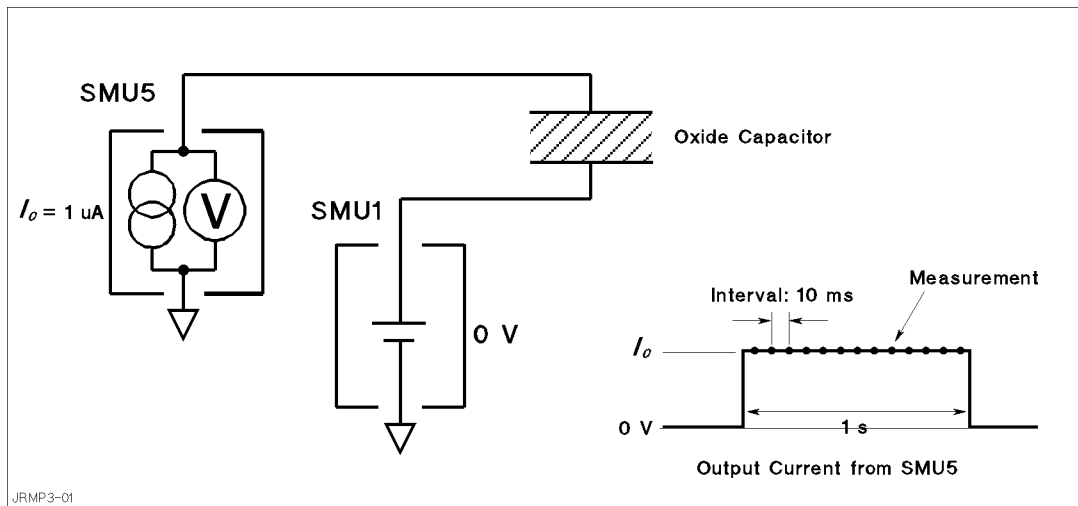 SMU5
Oxide Capacitor
Io = 1 uA
V
SMU1
0 V
Measurement
Interval: 10 ms
Io
0 V
1 s
Output Current from SMU5
JRMP3-01